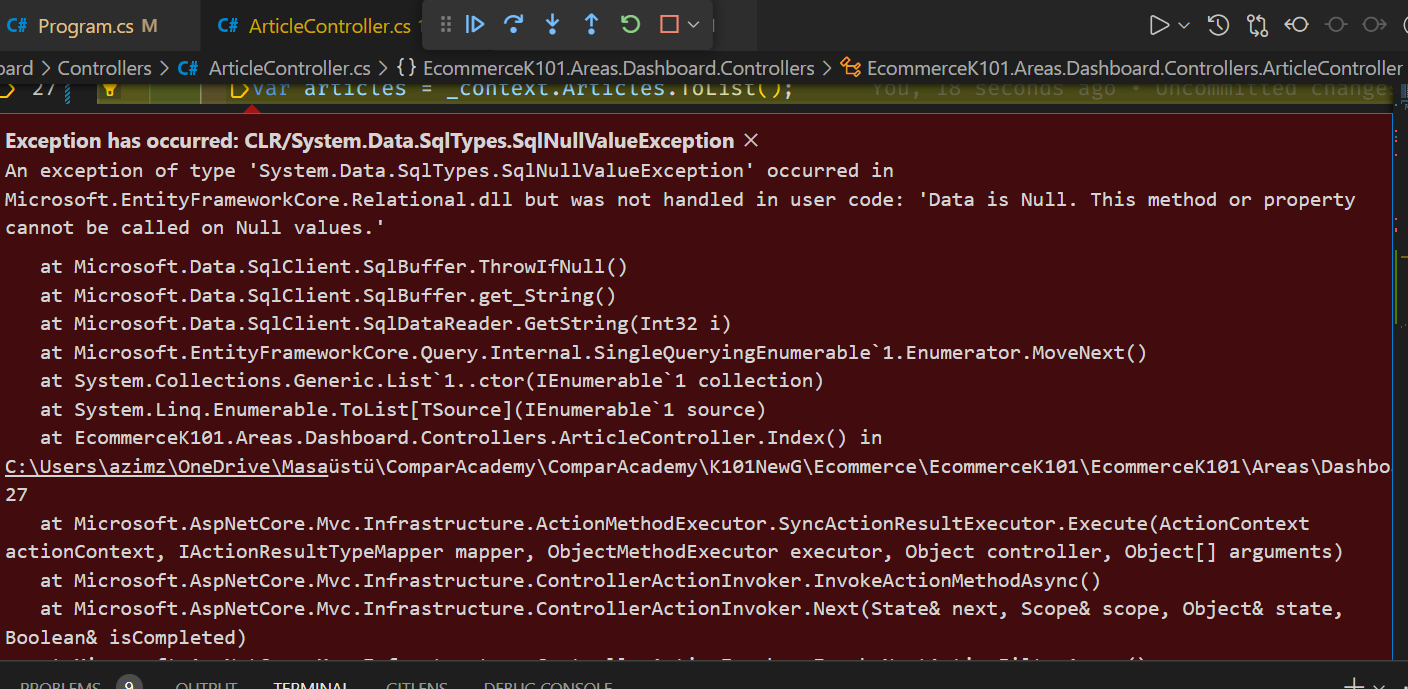 C# Program.cs M C# ArticleController.cs
Controllers > C# ArticleController.cs > {} EcommerceK101.Areas.Dashboard.Controllers > EcommerceK101.Areas.Dashboard.Controllers.ArticleController
27 var articles = _context.Articles.ToList(); You, 18 seconds ago • Uncommitted changes
Exception has occurred: CLR/System.Data.SqlTypes.SqlNullValueException ×
An exception of type 'System.Data.SqlTypes.SqlNullValueException' occurred in
Microsoft.EntityFrameworkCore.Relational.dll but was not handled in user code: 'Data is Null. This method or property
cannot be called on Null values.'
at Microsoft.Data.SqlClient.SqlBuffer.ThrowIfNull()
at Microsoft.Data.SqlClient.SqlBuffer.get_String()
at Microsoft.Data.SqlClient.SqlDataReader.GetString(Int32 i)
at Microsoft.EntityFrameworkCore.Query.Internal.SingleQueryingEnumerable`1.Enumerator.MoveNext()
at System.Collections.Generic.List`1..ctor(IEnumerable`1 collection)
at System.Linq.Enumerable.ToList[TSource](IEnumerable`1 source)
at EcommerceK101.Areas.Dashboard.Controllers.ArticleController.Index() in
C:\Users\azimz\OneDrive\Masaüstü\ComparAcademy\ComparAcademy\K101NewG\Ecommerce\EcommerceK101\EcommerceK101\Areas\Dashbo
27
at Microsoft.AspNetCore.Mvc.Infrastructure.ActionMethodExecutor.SyncActionResultExecutor.Execute(ActionContext
actionContext, IActionResultTypeMapper mapper, ObjectMethodExecutor executor, Object controller, Object[] arguments)
at Microsoft.AspNetCore.Mvc.Infrastructure.ControllerActionInvoker.InvokeActionMethodAsync()
at Microsoft.AspNetCore.Mvc.Infrastructure.ControllerActionInvoker.Next(State& next, Scope& scope, Object& state,
Boolean& isCompleted)
PROBLEMS 9 OUTPUT TERMINAL GITLENS DEBUG CONSOLE